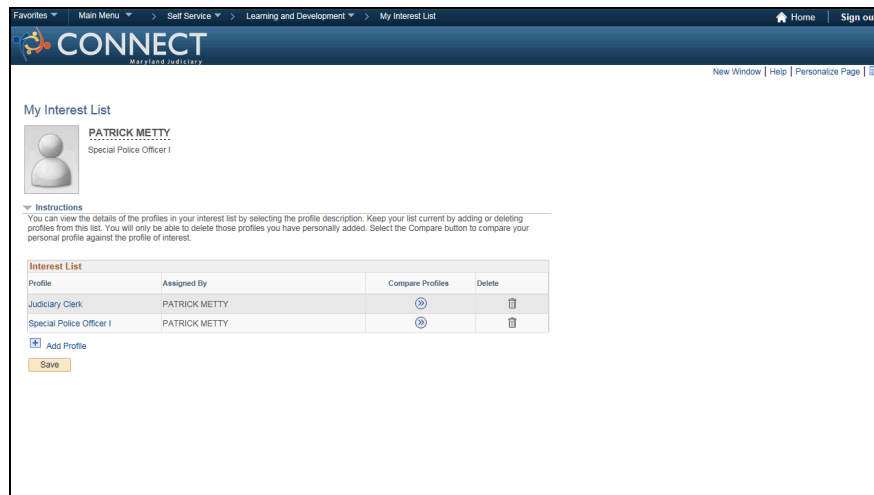 Favorites Main Menu > Self Service > Learning and Development > My Interest List Home Sign out
CONNECT
Maryland Judiciary
New Window | Help | Personalize Page |
My Interest List
PATRICK METTY
Special Police Officer I
Instructions
You can view the details of the profiles in your interest list by selecting the profile description. Keep your list current by adding or deleting
profiles from this list. You will only be able to delete those profiles you have personally added. Select the Compare button to compare your
personal profile against the profile of interest.
Interest List
Profile Assigned By Compare Profiles Delete
Judiciary Clerk PATRICK METTY
Special Police Officer I PATRICK METTY
Add Profile
Save